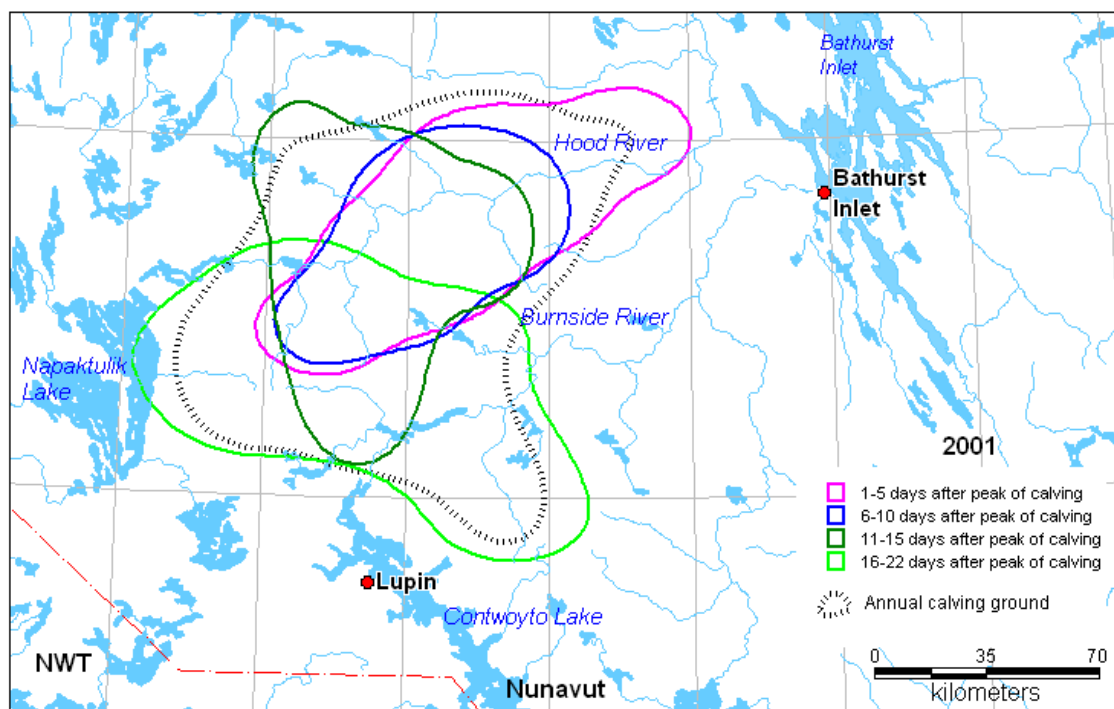 Bathurst
Inlet
Hood River
Bathurst
Inlet
Burnside River
Napaktulik
Lake
2001
1-5 days after peak of calving
6-10 days after peak of calving
11-15 days after peak of calving
16-22 days after peak of calving
Annual calving ground
Lupin
Contwoyto Lake
NWT
Nunavut
0 35 70
kilometers